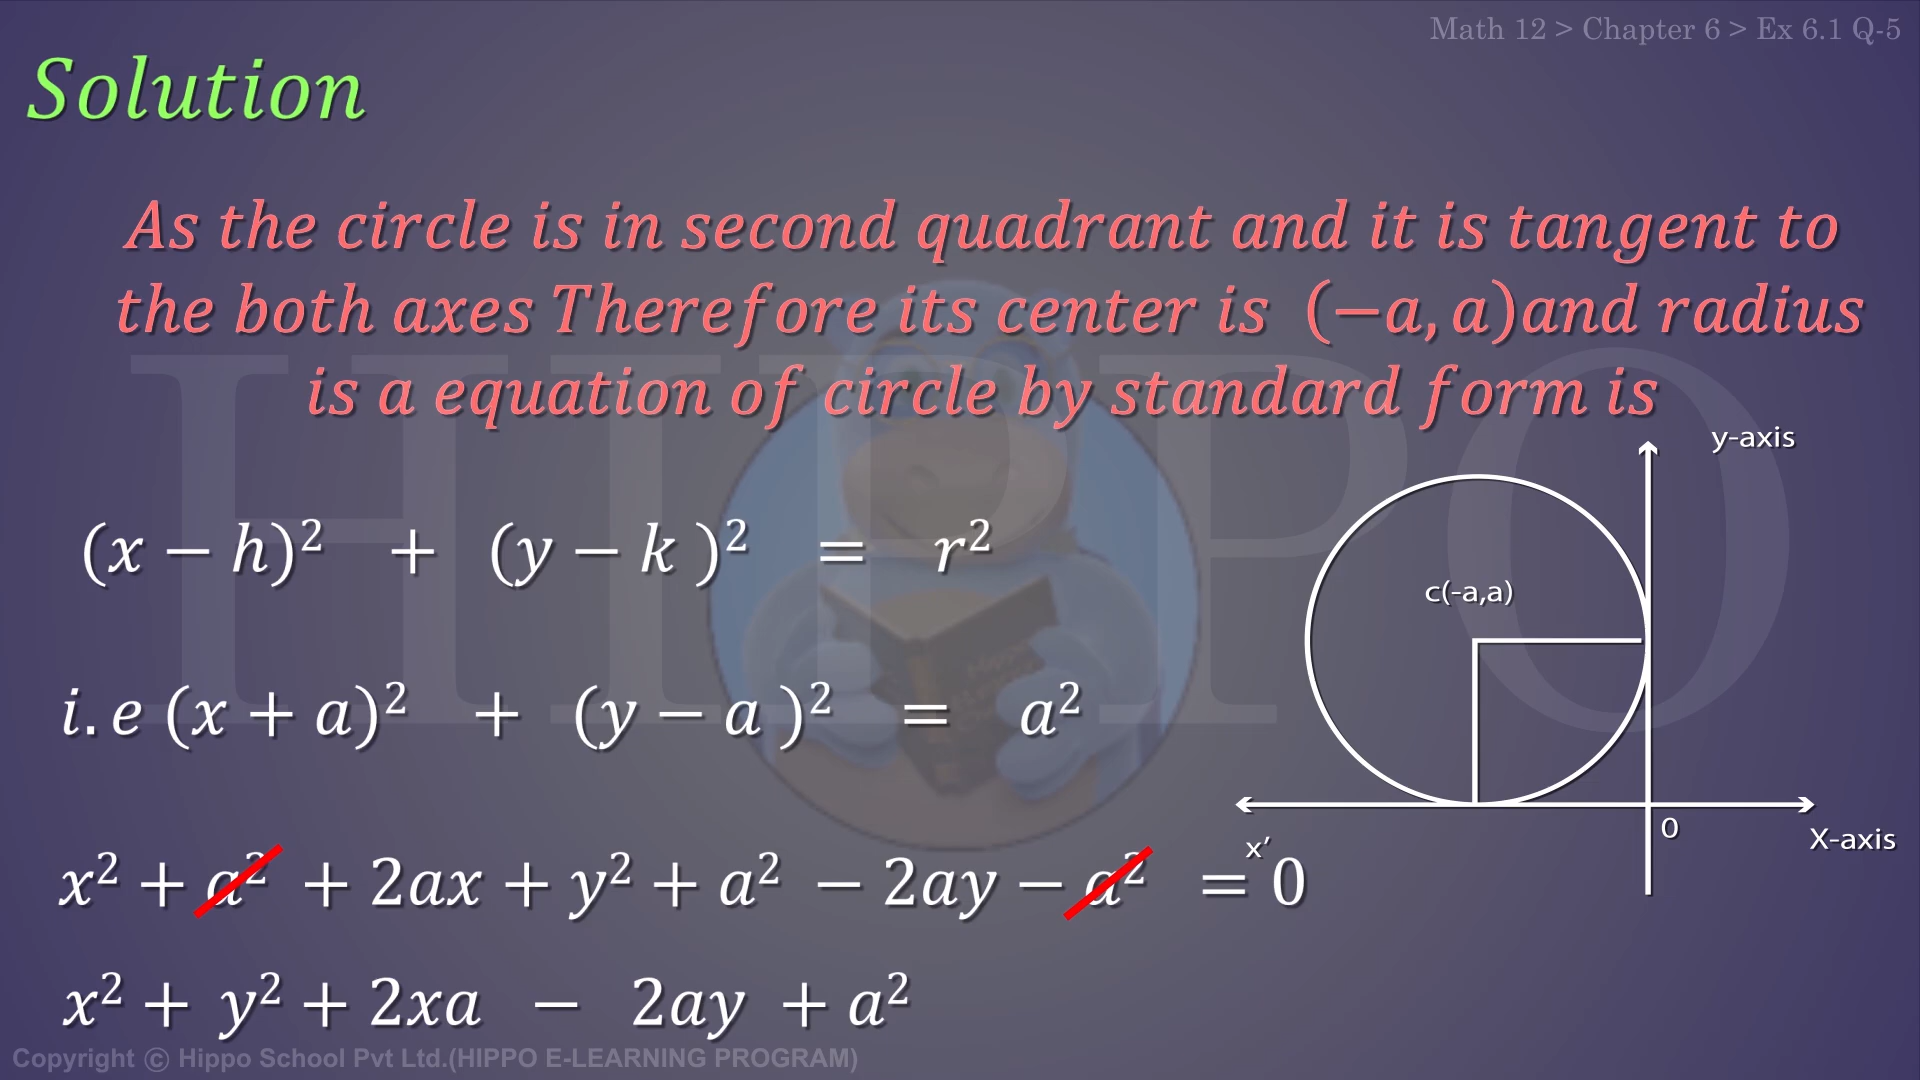 Math 12 > Chapter 6 > Ex 6.1 Q-5
Solution
As the circle is in second quadrant and it is tangent to
the both axes Therefore its center is (−a, a)and radius
is a equation of circle by standard form is
y-axis
(x − h)² + (y − k )² = r²
c(-a,a)
i.e (x + a)² + (y − a )² = a²
0
X-axis
x′
x² + a² + 2ax + y² + a² − 2ay − a² = 0
x² + y² + 2xa − 2ay + a²
HIPPO
Copyright © Hippo School Pvt Ltd.(HIPPO E-LEARNING PROGRAM)